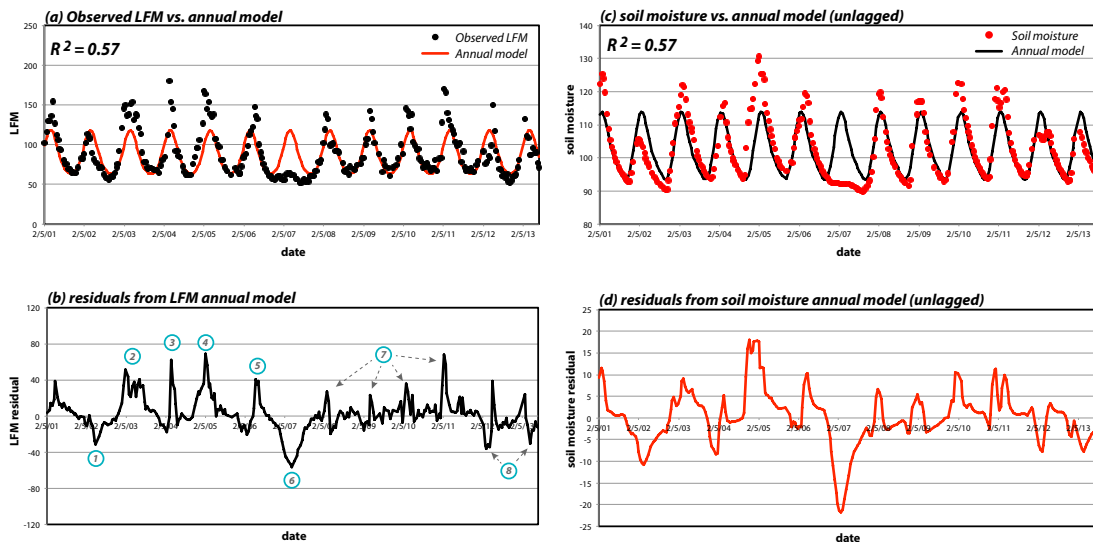 (a) Observed LFM vs. annual model
R² = 0.57
Observed LFM
Annual model
250
200
150
100
50
0
LFM
2/5/01 2/5/02 2/5/03 2/5/04 2/5/05 2/5/06 2/5/07 2/5/08 2/5/09 2/5/10 2/5/11 2/5/12 2/5/13
date
(c) soil moisture vs. annual model (unlagged)
R² = 0.57
Soil moisture
Annual model
140
130
120
110
100
90
80
soil moisture
2/5/01 2/5/02 2/5/03 2/5/04 2/5/05 2/5/06 2/5/07 2/5/08 2/5/09 2/5/10 2/5/11 2/5/12 2/5/13
date
(b) residuals from LFM annual model
120
80
40
0
-40
-80
-120
LFM residual
1
2
3
4
5
6
7
8
2/5/01 2/5/02 2/5/03 2/5/04 2/5/05 2/5/06 2/5/07 2/5/08 2/5/09 2/5/10 2/5/11 2/5/12 2/5/13
date
(d) residuals from soil moisture annual model (unlagged)
25
20
15
10
5
0
-5
-10
-15
-20
-25
soil moisture residual
2/5/01 2/5/02 2/5/03 2/5/04 2/5/05 2/5/06 2/5/07 2/5/08 2/5/09 2/5/10 2/5/11 2/5/12 2/5/13
date